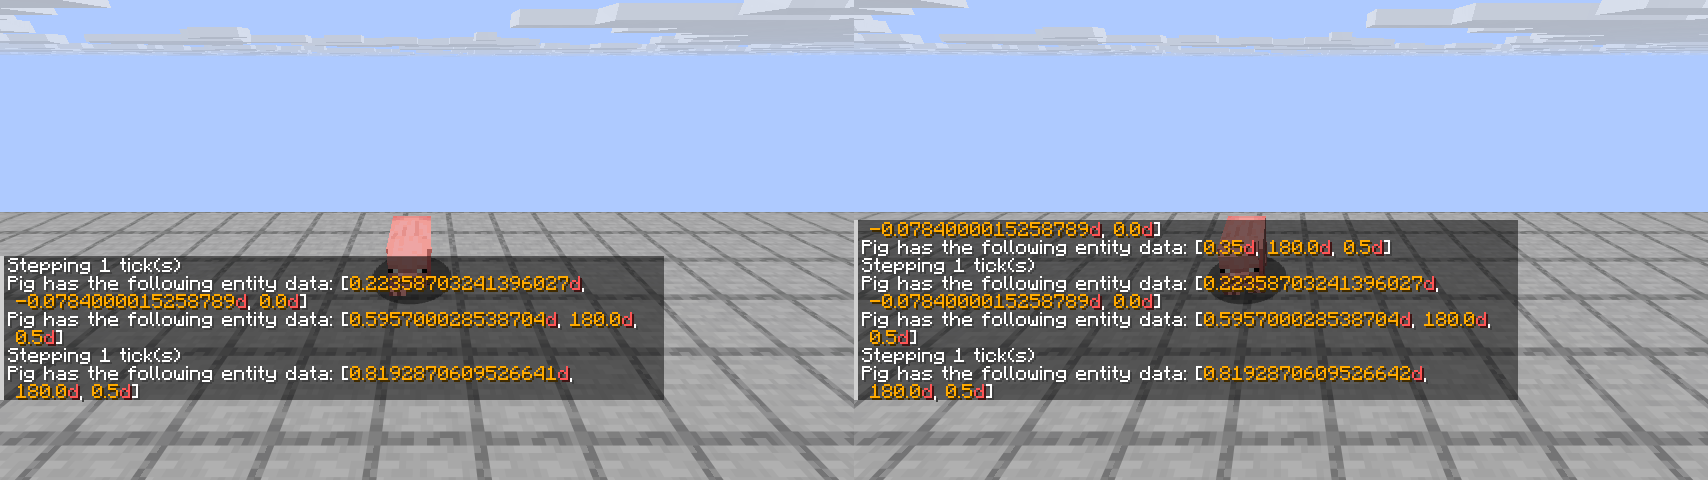 Stepping 1 tick(s)
Pig has the following entity data: [0.22358703241396027d,
-0.0784000015258789d, 0.0d]
Pig has the following entity data: [0.595700028538704d, 180.0d,
0.5d]
Stepping 1 tick(s)
Pig has the following entity data: [0.8192870609526641d,
180.0d, 0.5d]
-0.0784000015258789d, 0.0d]
Pig has the following entity data: [0.35d, 180.0d, 0.5d]
Stepping 1 tick(s)
Pig has the following entity data: [0.22358703241396027d,
-0.0784000015258789d, 0.0d]
Pig has the following entity data: [0.595700028538704d, 180.0d,
0.5d]
Stepping 1 tick(s)
Pig has the following entity data: [0.8192870609526642d,
180.0d, 0.5d]